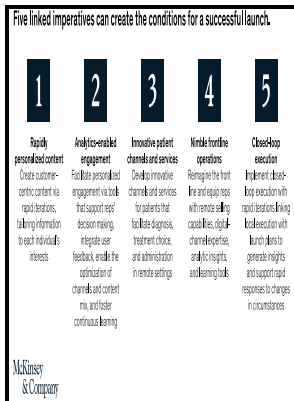 Five linked imperatives can create the conditions for a successful launch.
1
Rapidly
personalized content
Create customer-
centric content via
rapid iterations,
tailoring information
to each individual's
interests
2
Analytics-enabled
engagement
Facilitate personalized
engagement via tools
that support reps'
decision making,
integrate user
feedback, enable the
optimization of
channels and content
mix, and foster
continuous learning
3
Innovative patient
channels and services
Develop innovative
channels and services
for patients that
facilitate diagnosis,
treatment choice,
and administration
in remote settings
4
Nimble frontline
operations
Reimagine the front
line and equip reps
with remote selling
capabilities, digital-
channel expertise,
analytic insights,
and learning tools
5
Closed-loop
execution
Implement closed-
loop execution with
rapid iterations linking
local execution with
launch plans to
generate insights
and support rapid
responses to changes
in circumstances
McKinsey
& Company